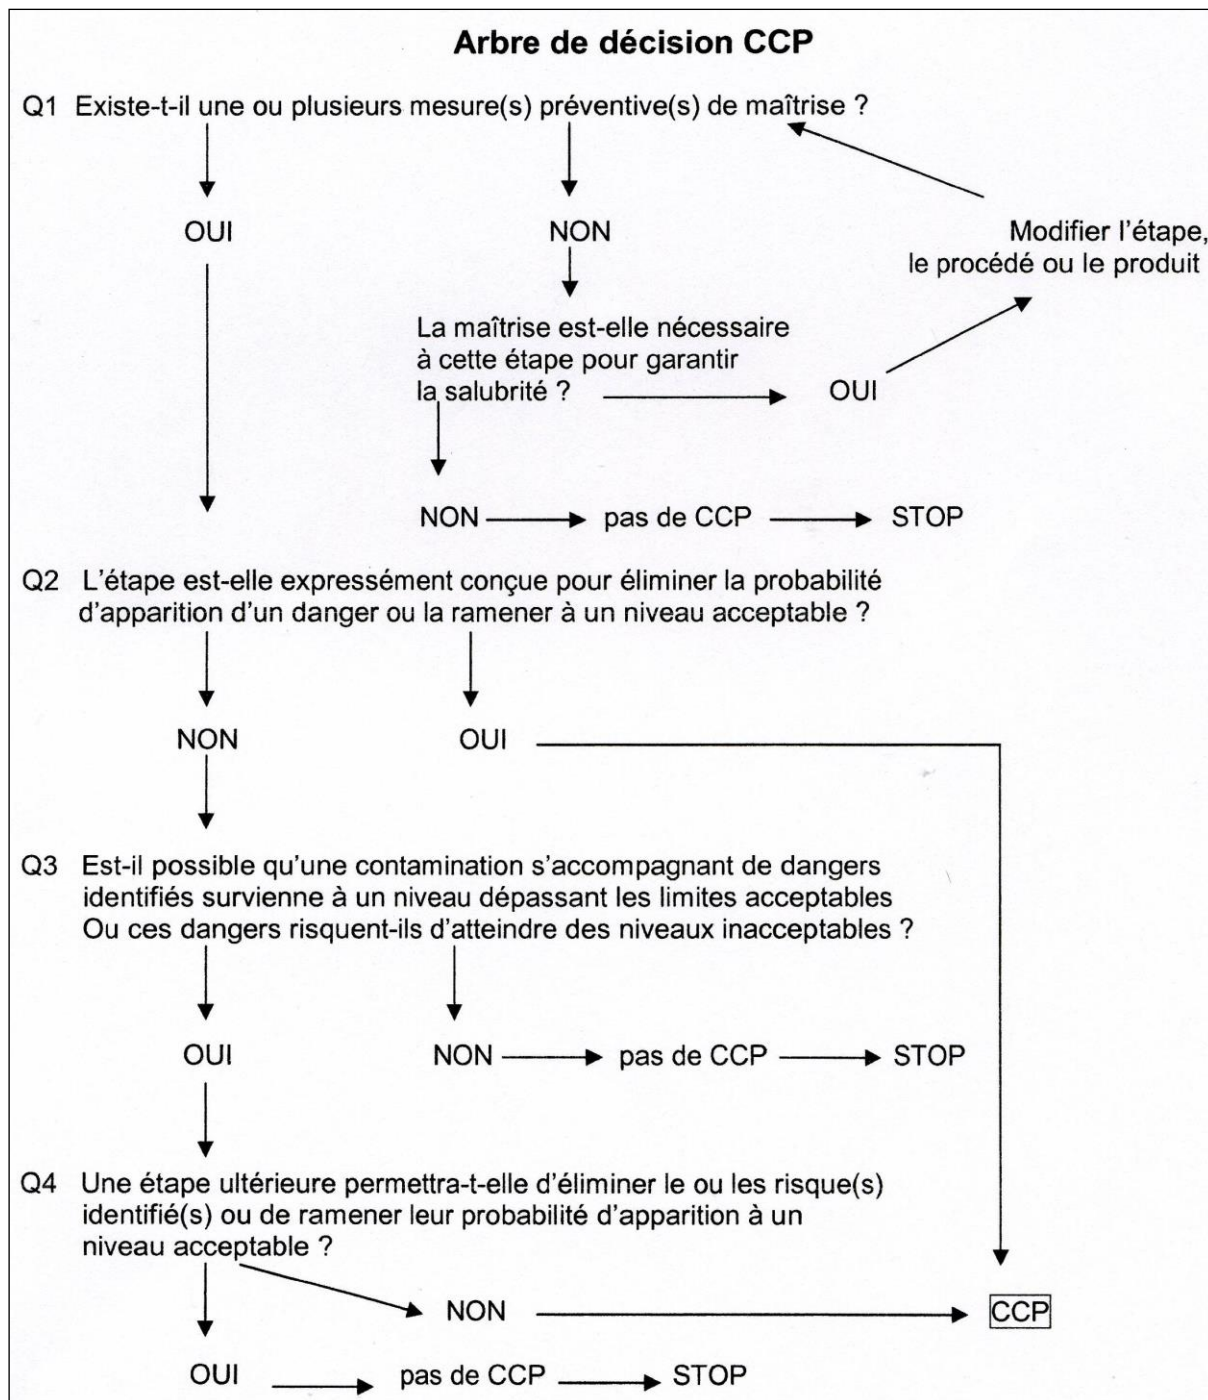 Arbre de décision CCP
Q1 Existe-t-il une ou plusieurs mesure(s) préventive(s) de maîtrise ?
OUI
NON
Modifier l'étape,
le procédé ou le produit
La maîtrise est-elle nécessaire
à cette étape pour garantir
la salubrité ?
OUI
NON
pas de CCP
STOP
Q2 L'étape est-elle expressément conçue pour éliminer la probabilité
d'apparition d'un danger ou la ramener à un niveau acceptable ?
NON
OUI
Q3 Est-il possible qu'une contamination s'accompagnant de dangers
identifiés survienne à un niveau dépassant les limites acceptables
Ou ces dangers risquent-ils d'atteindre des niveaux inacceptables ?
OUI
NON
pas de CCP
STOP
Q4 Une étape ultérieure permettra-t-elle d'éliminer le ou les risque(s)
identifié(s) ou de ramener leur probabilité d'apparition à un
niveau acceptable ?
NON
CCP
OUI
pas de CCP
STOP